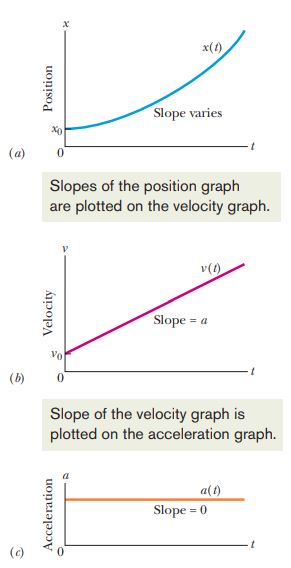 x
Position
x(t)
Slope varies
x0
t
(a)
0
Slopes of the position graph
are plotted on the velocity graph.
v
Velocity
v(t)
Slope = a
v0
t
(b)
0
Slope of the velocity graph is
plotted on the acceleration graph.
a
Acceleration
a(t)
Slope = 0
t
(c)
0